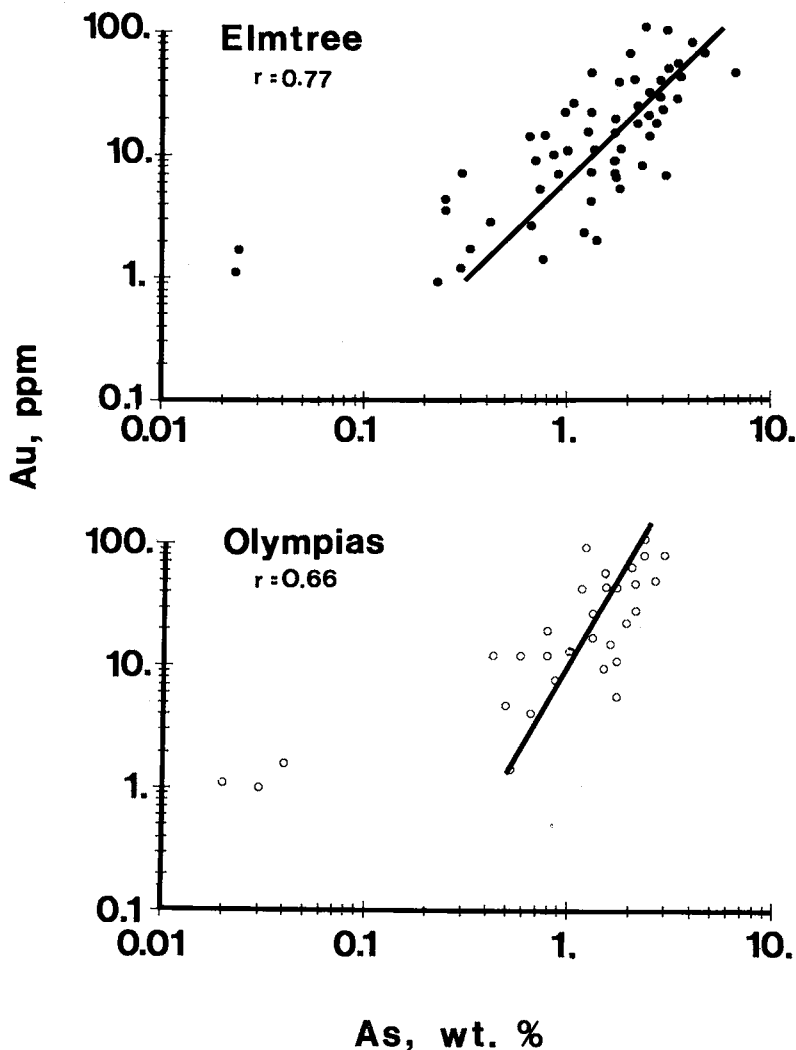 Elmtree
r = 0.77
100.
10.
1.
0.1
0.01 0.1 1. 10.
Au, ppm
Olympias
r = 0.66
100.
10.
1.
0.1
0.01 0.1 1. 10.
As, wt. %